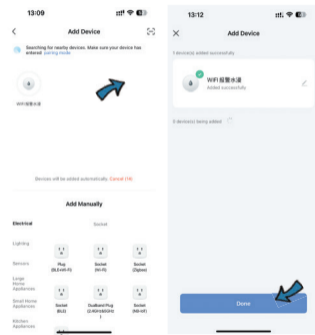 13:09
Add Device
Searching for nearby devices. Make sure your device has
entered pairing mode
WIFI报警水浸
Devices will be added automatically. Cancel
Add Manually
Electrical
Socket
Lighting
Sensors
Plug
(BLE+Wi-Fi)
Socket
(Wi-Fi)
Socket
(Zigbee)
Large
Home
Appliances
Small Home
Appliances
Socket
(BLE)
Dualband Plug
(2.4GHz&5GHz
)
Socket
(NB-IoT)
Kitchen
Appliances
13:12
Add Device
1 device(s) added successfully
WIFI报警水浸
Added successfully
0 device(s) being added
Done